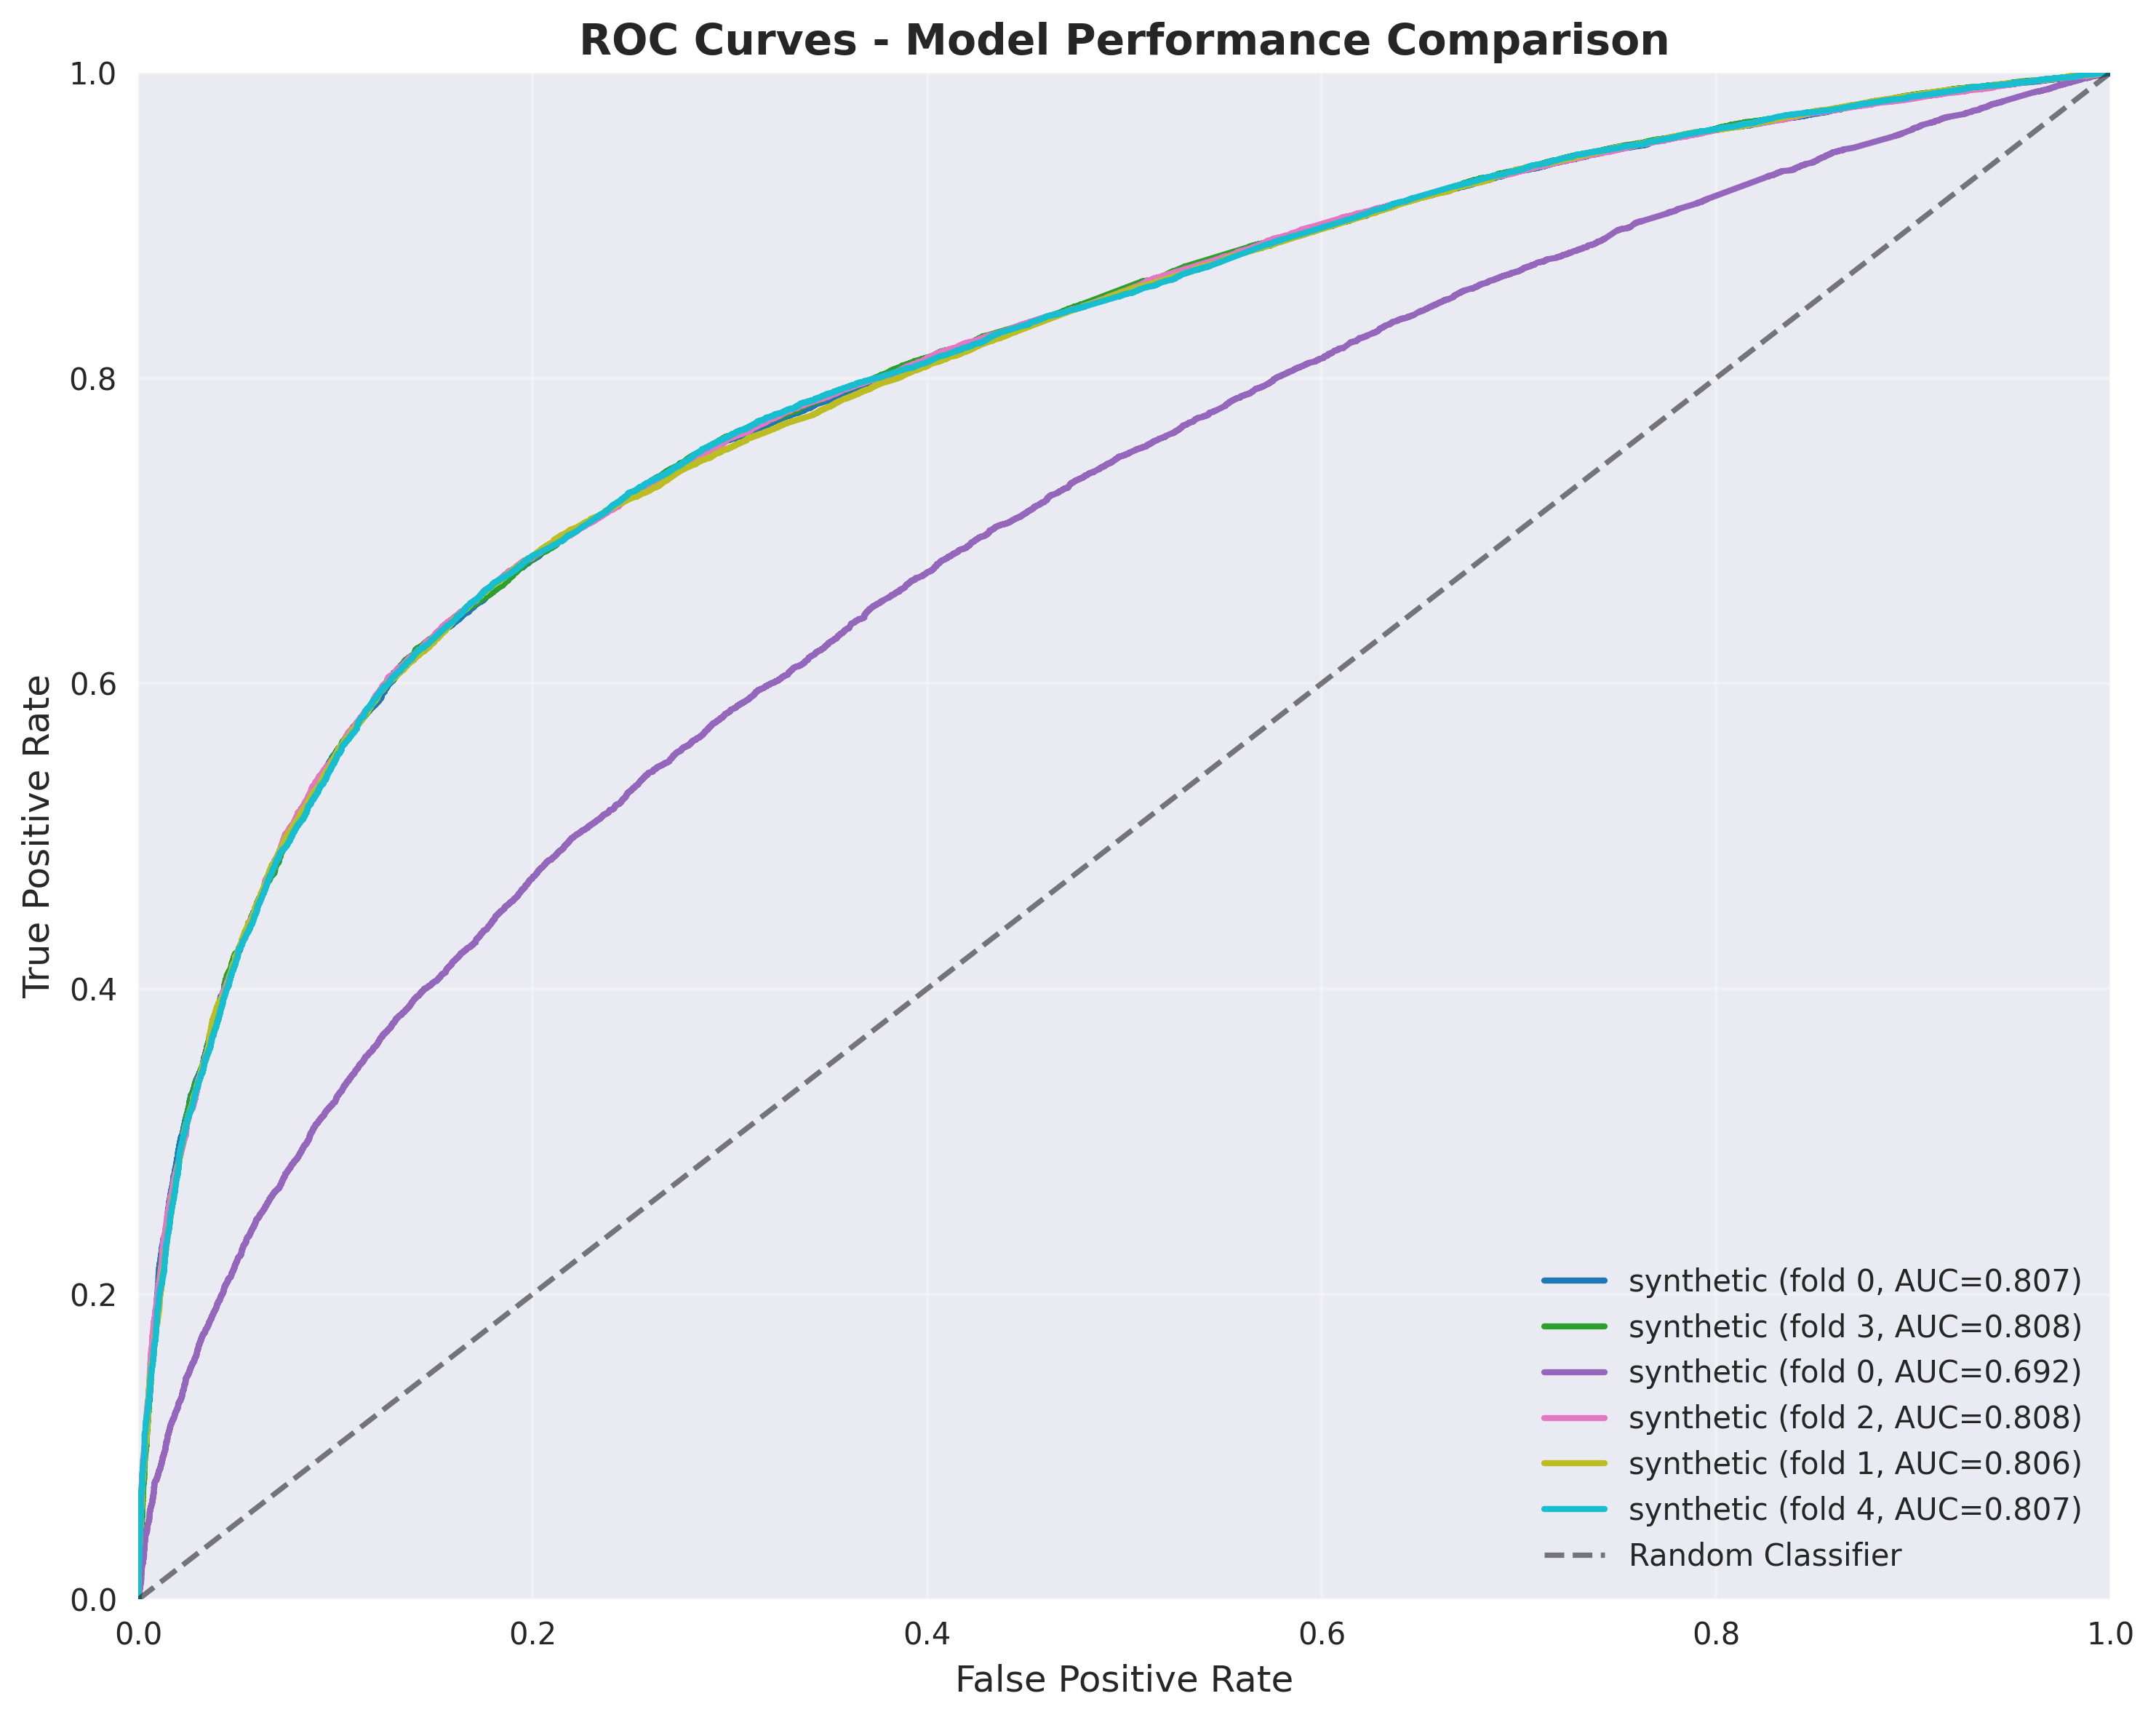 ROC Curves - Model Performance Comparison
1.0
0.8
0.6
0.4
0.2
0.0
True Positive Rate
0.0 0.2 0.4 0.6 0.8 1.0
False Positive Rate
synthetic (fold 0, AUC=0.807)
synthetic (fold 3, AUC=0.808)
synthetic (fold 0, AUC=0.692)
synthetic (fold 2, AUC=0.808)
synthetic (fold 1, AUC=0.806)
synthetic (fold 4, AUC=0.807)
Random Classifier